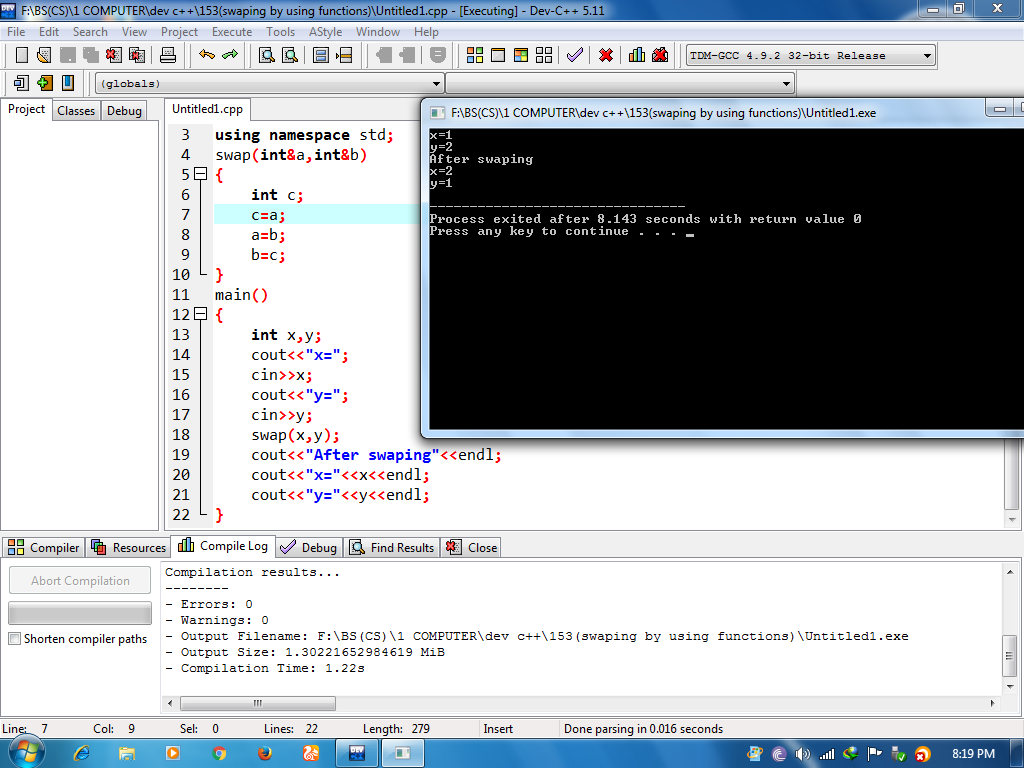 F:\BS(CS)\1 COMPUTER\dev c++\153(swaping by using functions)\Untitled1.cpp - [Executing] - Dev-C++ 5.11
File Edit Search View Project Execute Tools AStyle Window Help
TDM-GCC 4.9.2 32-bit Release
(globals)
Project Classes Debug
Untitled1.cpp
3 using namespace std;
4 swap(int&a,int&b)
5 {
6 int c;
7 c=a;
8 a=b;
9 b=c;
10 }
11 main()
12 {
13 int x,y;
14 cout<<"x=";
15 cin>>x;
16 cout<<"y=";
17 cin>>y;
18 swap(x,y);
19 cout<<"After swaping"<<endl;
20 cout<<"x="<<x<<endl;
21 cout<<"y="<<y<<endl;
22 }
F:\BS(CS)\1 COMPUTER\dev c++\153(swaping by using functions)\Untitled1.exe
x=1
y=2
After swaping
x=2
y=1
--------------------------------
Process exited after 8.143 seconds with return value 0
Press any key to continue . . . _
Compiler Resources Compile Log Debug Find Results Close
Abort Compilation
Shorten compiler paths
Compilation results...
--------
- Errors: 0
- Warnings: 0
- Output Filename: F:\BS(CS)\1 COMPUTER\dev c++\153(swaping by using functions)\Untitled1.exe
- Output Size: 1.30221652984619 MiB
- Compilation Time: 1.22s
Line: 7 Col: 9 Sel: 0 Lines: 22 Length: 279 Insert Done parsing in 0.016 seconds
8:19 PM